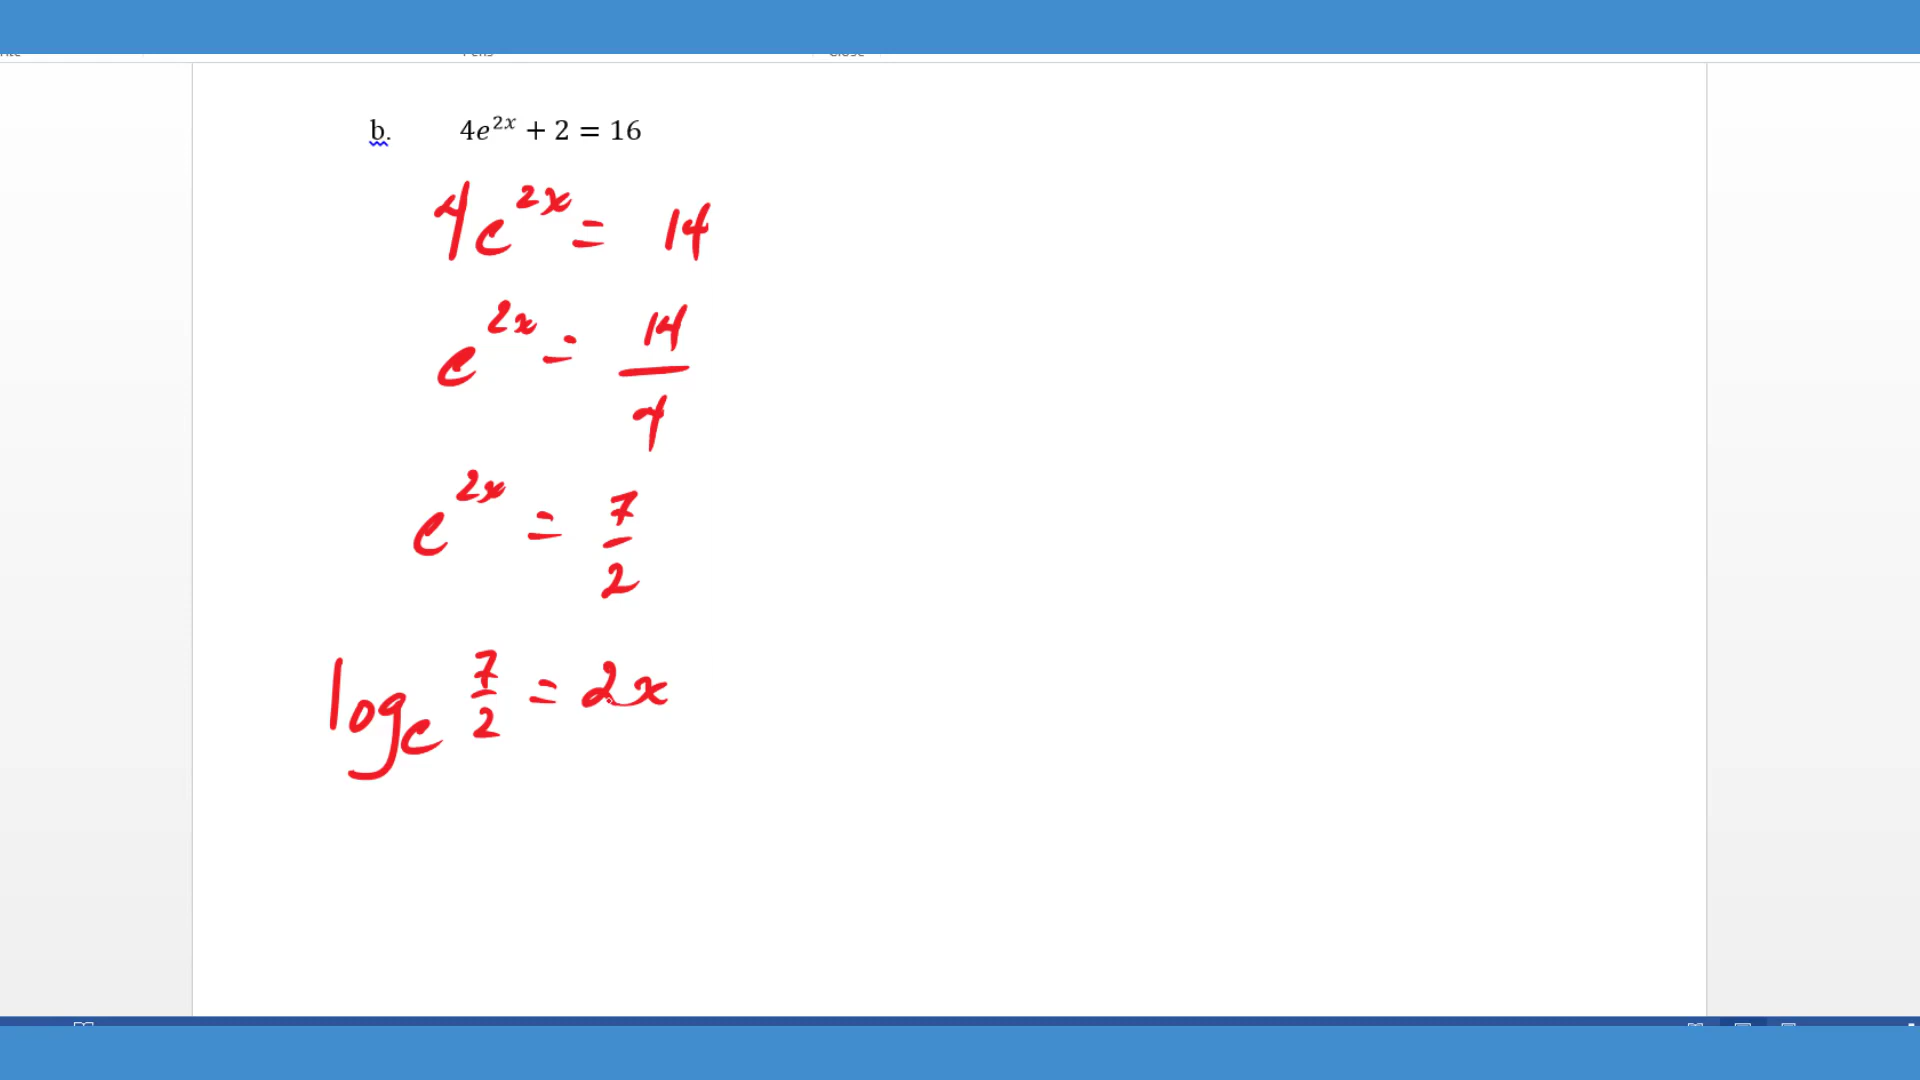 b. 4e^{2x} + 2 = 16
4e^{2x} = 14
e^{2x} = 14/4
e^{2x} = 7/2
log_e 7/2 = 2x